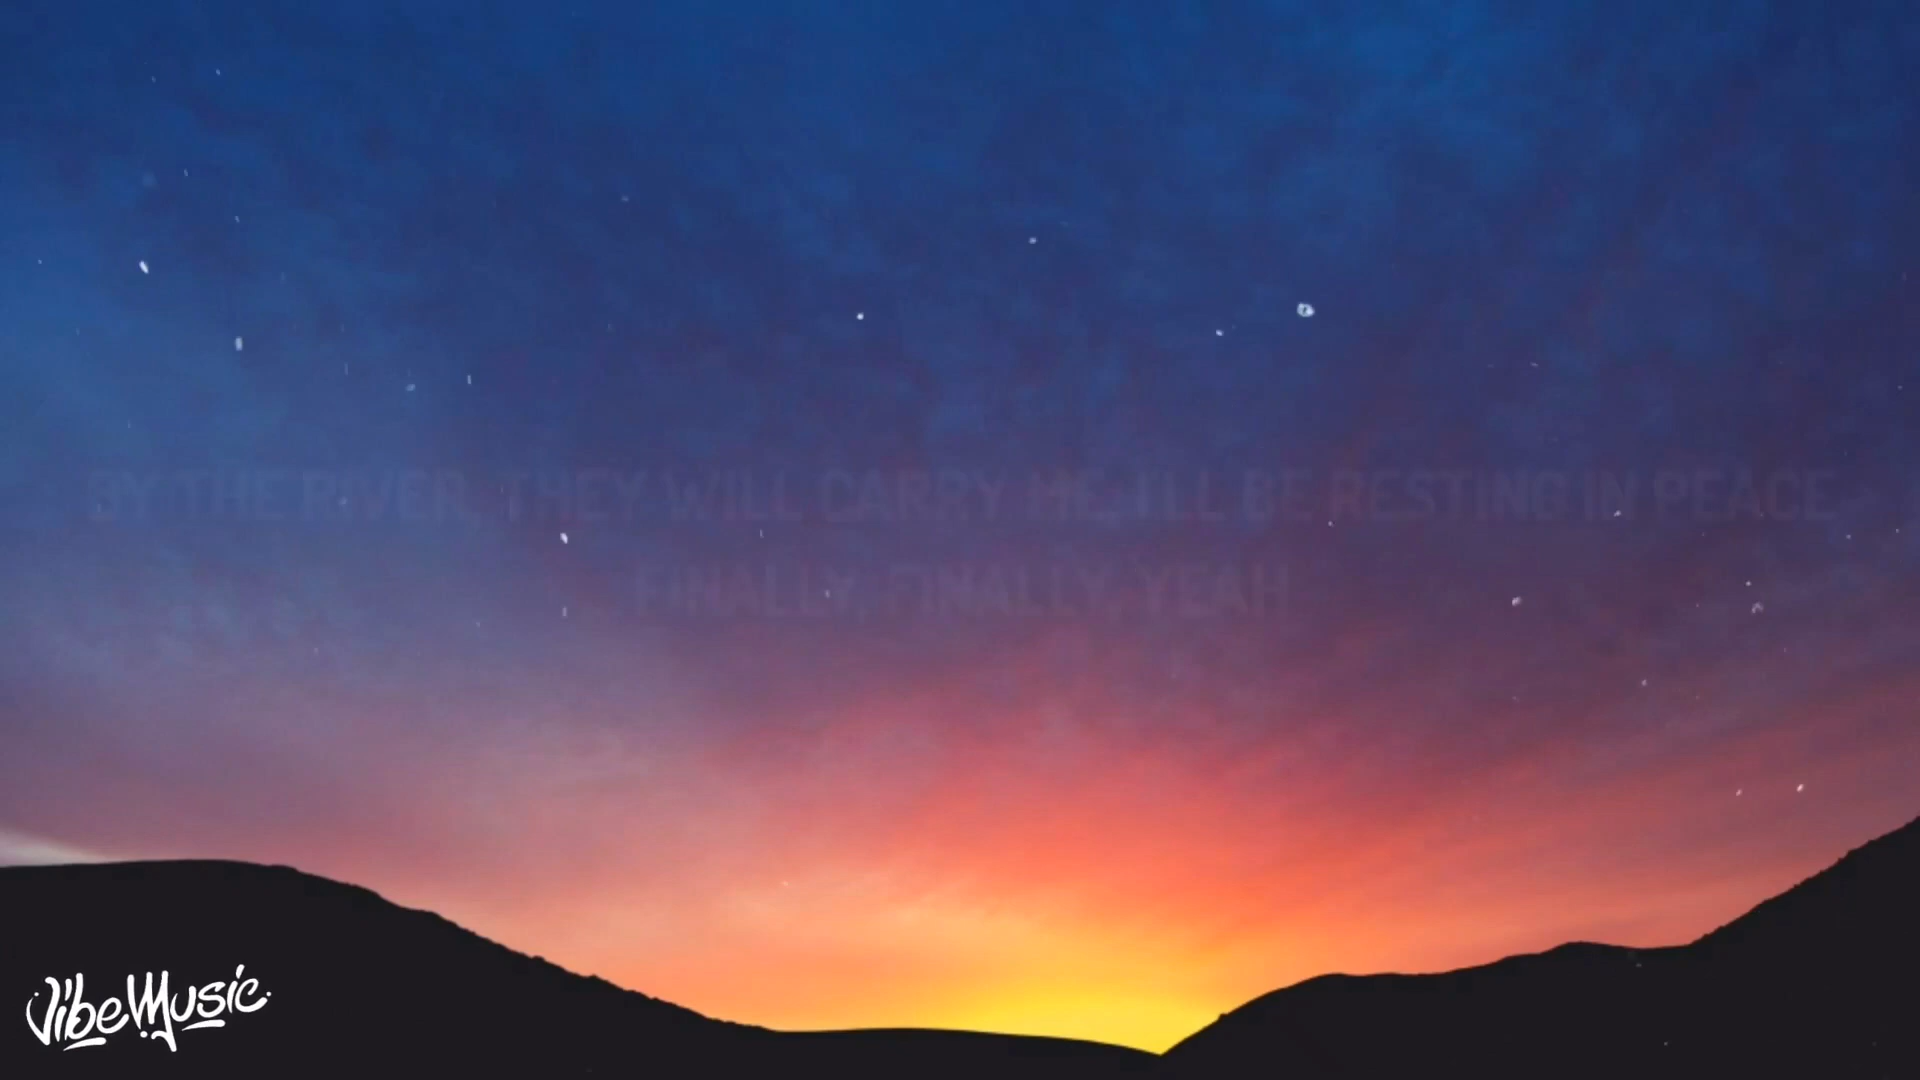 BY THE RIVER, THEY WILL CARRY ME, I'LL BE RESTING IN PEACE
FINALLY, FINALLY, YEAH
VibeMusic